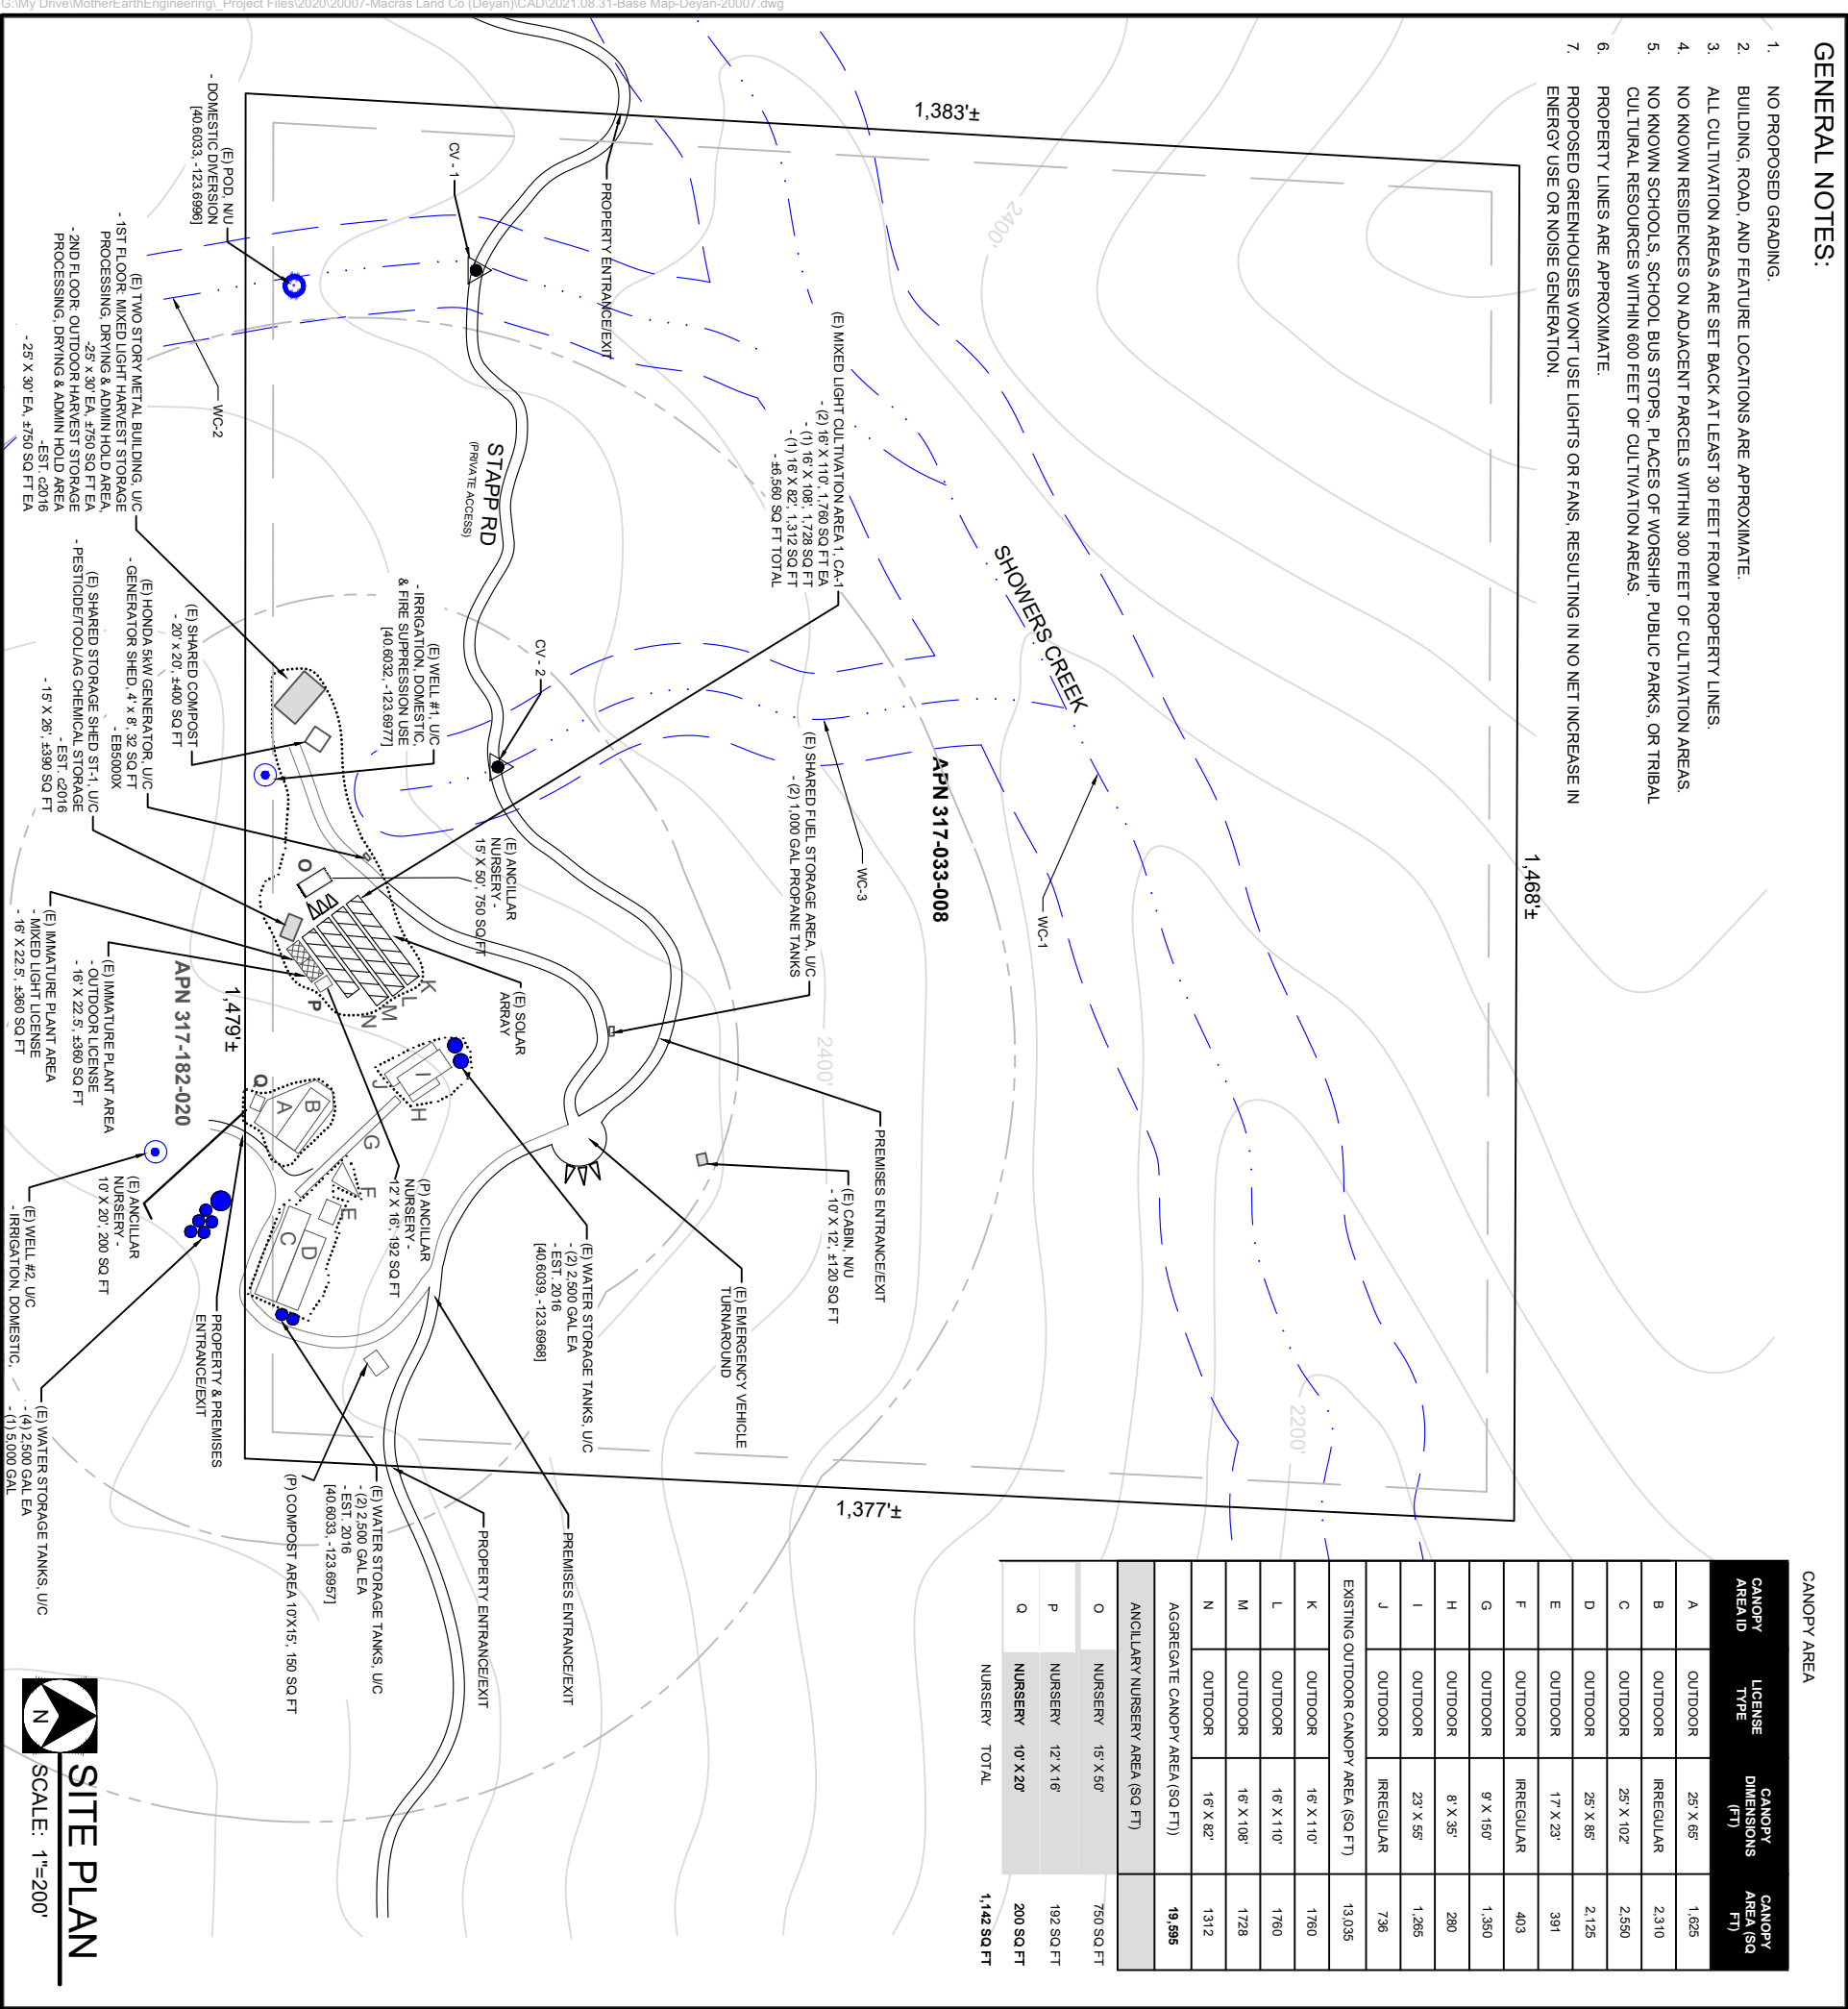 G:\My Drive\MotherEarthEngineering\_Project Files\2020\20007-Macras Land Co (Deyan)\CAD\2021.08.31-Base Map-Deyan-20007.dwg
GENERAL NOTES:
1. NO PROPOSED GRADING.
2. BUILDING, ROAD, AND FEATURE LOCATIONS ARE APPROXIMATE.
3. ALL CULTIVATION AREAS ARE SET BACK AT LEAST 30 FEET FROM PROPERTY LINES.
4. NO KNOWN RESIDENCES ON ADJACENT PARCELS WITHIN 300 FEET OF CULTIVATION AREAS.
5. NO KNOWN SCHOOLS, SCHOOL BUS STOPS, PLACES OF WORSHIP, PUBLIC PARKS, OR TRIBAL
CULTURAL RESOURCES WITHIN 600 FEET OF CULTIVATION AREAS.
6. PROPERTY LINES ARE APPROXIMATE.
7. PROPOSED GREENHOUSES WON'T USE LIGHTS OR FANS, RESULTING IN NO NET INCREASE IN
ENERGY USE OR NOISE GENERATION.
CANOPY AREA
CANOPY AREA ID LICENSE TYPE CANOPY DIMENSIONS (FT) CANOPY AREA (SQ FT)
A OUTDOOR 25' X 65' 1,625
B OUTDOOR IRREGULAR 2,310
C OUTDOOR 25' X 102' 2,550
D OUTDOOR 25' X 85' 2,125
E OUTDOOR 17' X 23' 391
F OUTDOOR IRREGULAR 403
G OUTDOOR 9' X 150' 1,350
H OUTDOOR 8' X 35' 280
I OUTDOOR 23' X 55' 1,265
J OUTDOOR IRREGULAR 736
EXISTING OUTDOOR CANOPY AREA (SQ FT) 13,035
K OUTDOOR 16' X 110' 1760
L OUTDOOR 16' X 110' 1760
M OUTDOOR 16' X 108' 1728
N OUTDOOR 16' X 82' 1312
AGGREGATE CANOPY AREA (SQ FT)) 19,595
ANCILLARY NURSERY AREA (SQ FT)
O NURSERY 15' X 50' 750 SQ FT
P NURSERY 12' X 16' 192 SQ FT
Q NURSERY 10' X 20' 200 SQ FT
NURSERY TOTAL 1,142 SQ FT
1,468'±
1,383'±
1,377'±
1,479'±
2400'
2400'
2200'
SHOWERS CREEK
WC-1
WC-3
WC-2
APN 317-033-008
APN 317-182-020
STAPP RD
(PRIVATE ACCESS)
PROPERTY ENTRANCE/EXIT
CV - 1
CV - 2
(E) POD, N/U
- DOMESTIC DIVERSION
[40.6033, -123.6996]
(E) MIXED LIGHT CULTIVATION AREA 1, CA-1
- (2) 16' X 110', 1,760 SQ FT EA
- (1) 16' X 108', 1,728 SQ FT
- (1) 16' X 82', 1,312 SQ FT
- ±6,560 SQ FT TOTAL
(E) SHARED FUEL STORAGE AREA, U/C
- (2) 1,000 GAL PROPANE TANKS
(E) TWO STORY METAL BUILDING, U/C
- 1ST FLOOR: MIXED LIGHT HARVEST STORAGE
PROCESSING, DRYING & ADMIN HOLD AREA,
-25' x 30' EA, ±750 SQ FT EA
- 2ND FLOOR: OUTDOOR HARVEST STORAGE
PROCESSING, DRYING & ADMIN HOLD AREA
-EST. c2016
- 25' X 30' EA, ±750 SQ FT EA
(E) WELL #1, U/C
- IRRIGATION, DOMESTIC,
& FIRE SUPPRESSION USE
[40.6032, -123.6977]
(E) SHARED COMPOST
- 20' x 20', ±400 SQ FT
(E) HONDA 5kW GENERATOR, U/C
- GENERATOR SHED, 4' x 8', 32 SQ FT
- EB5000X
(E) SHARED STORAGE SHED ST-1, U/C
- PESTICIDE/TOOL/AG CHEMICAL STORAGE
- EST. c2016
- 15' X 26', ±390 SQ FT
(E) ANCILLAR
NURSERY -
15' X 50', 750 SQ FT
(E) SOLAR
ARRAY
(E) IMMATURE PLANT AREA
- OUTDOOR LICENSE
- 16' X 22.5', ±360 SQ FT
(E) IMMATURE PLANT AREA
- MIXED LIGHT LICENSE
- 16' X 22.5', ±360 SQ FT
PREMISES ENTRANCE/EXIT
(E) CABIN, N/U
- 10' X 12', ±120 SQ FT
(E) EMERGENCY VEHICLE
TURNAROUND
(E) WATER STORAGE TANKS, U/C
- (2) 2,500 GAL EA
- EST. 2016
[40.6039, -123.6968]
(P) ANCILLAR
NURSERY -
12' X 16', 192 SQ FT
(E) ANCILLAR
NURSERY -
10' X 20', 200 SQ FT
(E) WELL #2, U/C
- IRRIGATION, DOMESTIC,
PROPERTY & PREMISES
ENTRANCE/EXIT
(E) WATER STORAGE TANKS, U/C
- (4) 2,500 GAL EA
- (1) 5,000 GAL
PREMISES ENTRANCE/EXIT
PROPERTY ENTRANCE/EXIT
(E) WATER STORAGE TANKS, U/C
- (2) 2,500 GAL EA
- EST. 2016
[40.6033, -123.6957]
(P) COMPOST AREA 10'X15', 150 SQ FT
O
P
K
L
M
N
Q
A
B
I
J
H
G
F
E
C
D
N
SITE PLAN
SCALE: 1"=200'